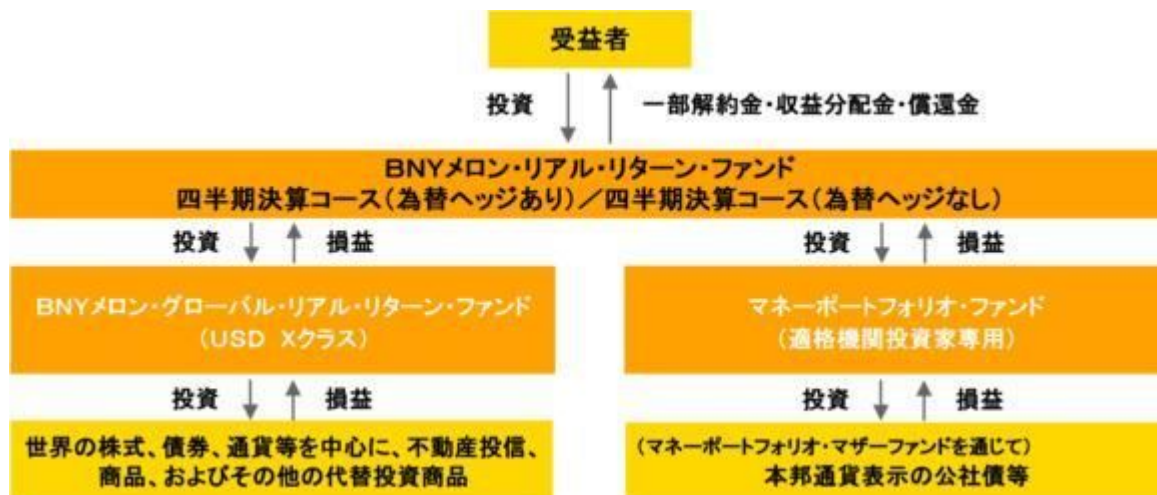 受益者
投資
一部解約金・収益分配金・償還金
BNYメロン・リアル・リターン・ファンド
四半期決算コース(為替ヘッジあり)/四半期決算コース(為替ヘッジなし)
投資
損益
投資
損益
BNYメロン・グローバル・リアル・リターン・ファンド
(USD Xクラス)
マネーポートフォリオ・ファンド
(適格機関投資家専用)
投資
損益
投資
損益
世界の株式、債券、通貨等を中心に、不動産投信、
商品、およびその他の代替投資商品
(マネーポートフォリオ・マザーファンドを通じて)
本邦通貨表示の公社債等